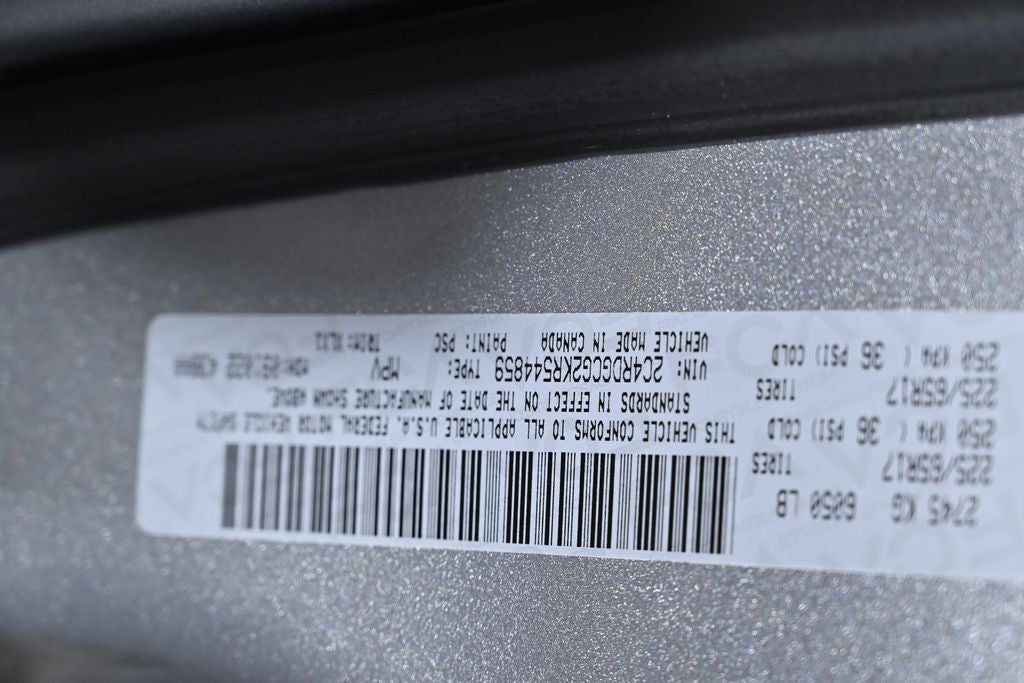 2745 KG 6050 LB
225/65R17 TIRES
250 KPA ( 36 PSI) COLD
225/65R17 TIRES
250 KPA ( 36 PSI) COLD
THIS VEHICLE CONFORMS TO ALL APPLICABLE U.S.A. FEDERAL MOTOR VEHICLE SAFETY
STANDARDS IN EFFECT ON THE DATE OF MANUFACTURE SHOWN ABOVE.
VIN: 2C4RDGCG2KR544859 TYPE: MPV
VEHICLE MADE IN CANADA PAINT: PSC TRIM: